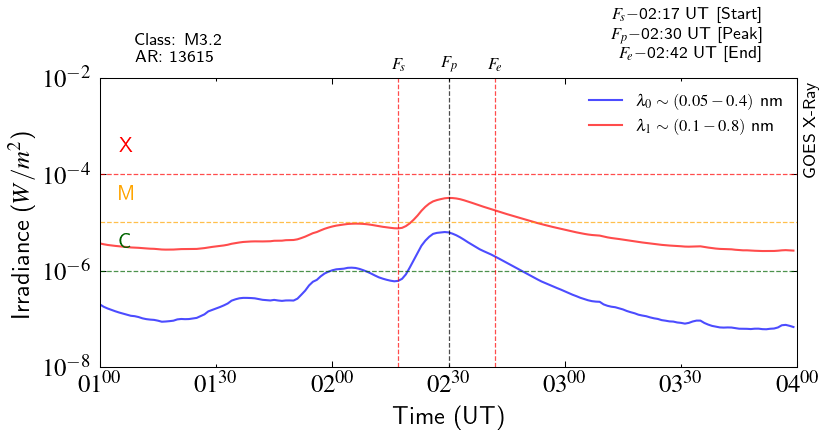 Class: M3.2
AR: 13615
Fₛ−02:17 UT [Start]
Fₚ−02:30 UT [Peak]
Fₑ−02:42 UT [End]
Fₛ Fₚ Fₑ
10⁻²
10⁻⁴
10⁻⁶
10⁻⁸
Irradiance (W/m²)
X
M
C
λ₀ ∼ (0.05 − 0.4) nm
λ₁ ∼ (0.1 − 0.8) nm
GOES X-Ray
01⁰⁰ 01³⁰ 02⁰⁰ 02³⁰ 03⁰⁰ 03³⁰ 04⁰⁰
Time (UT)